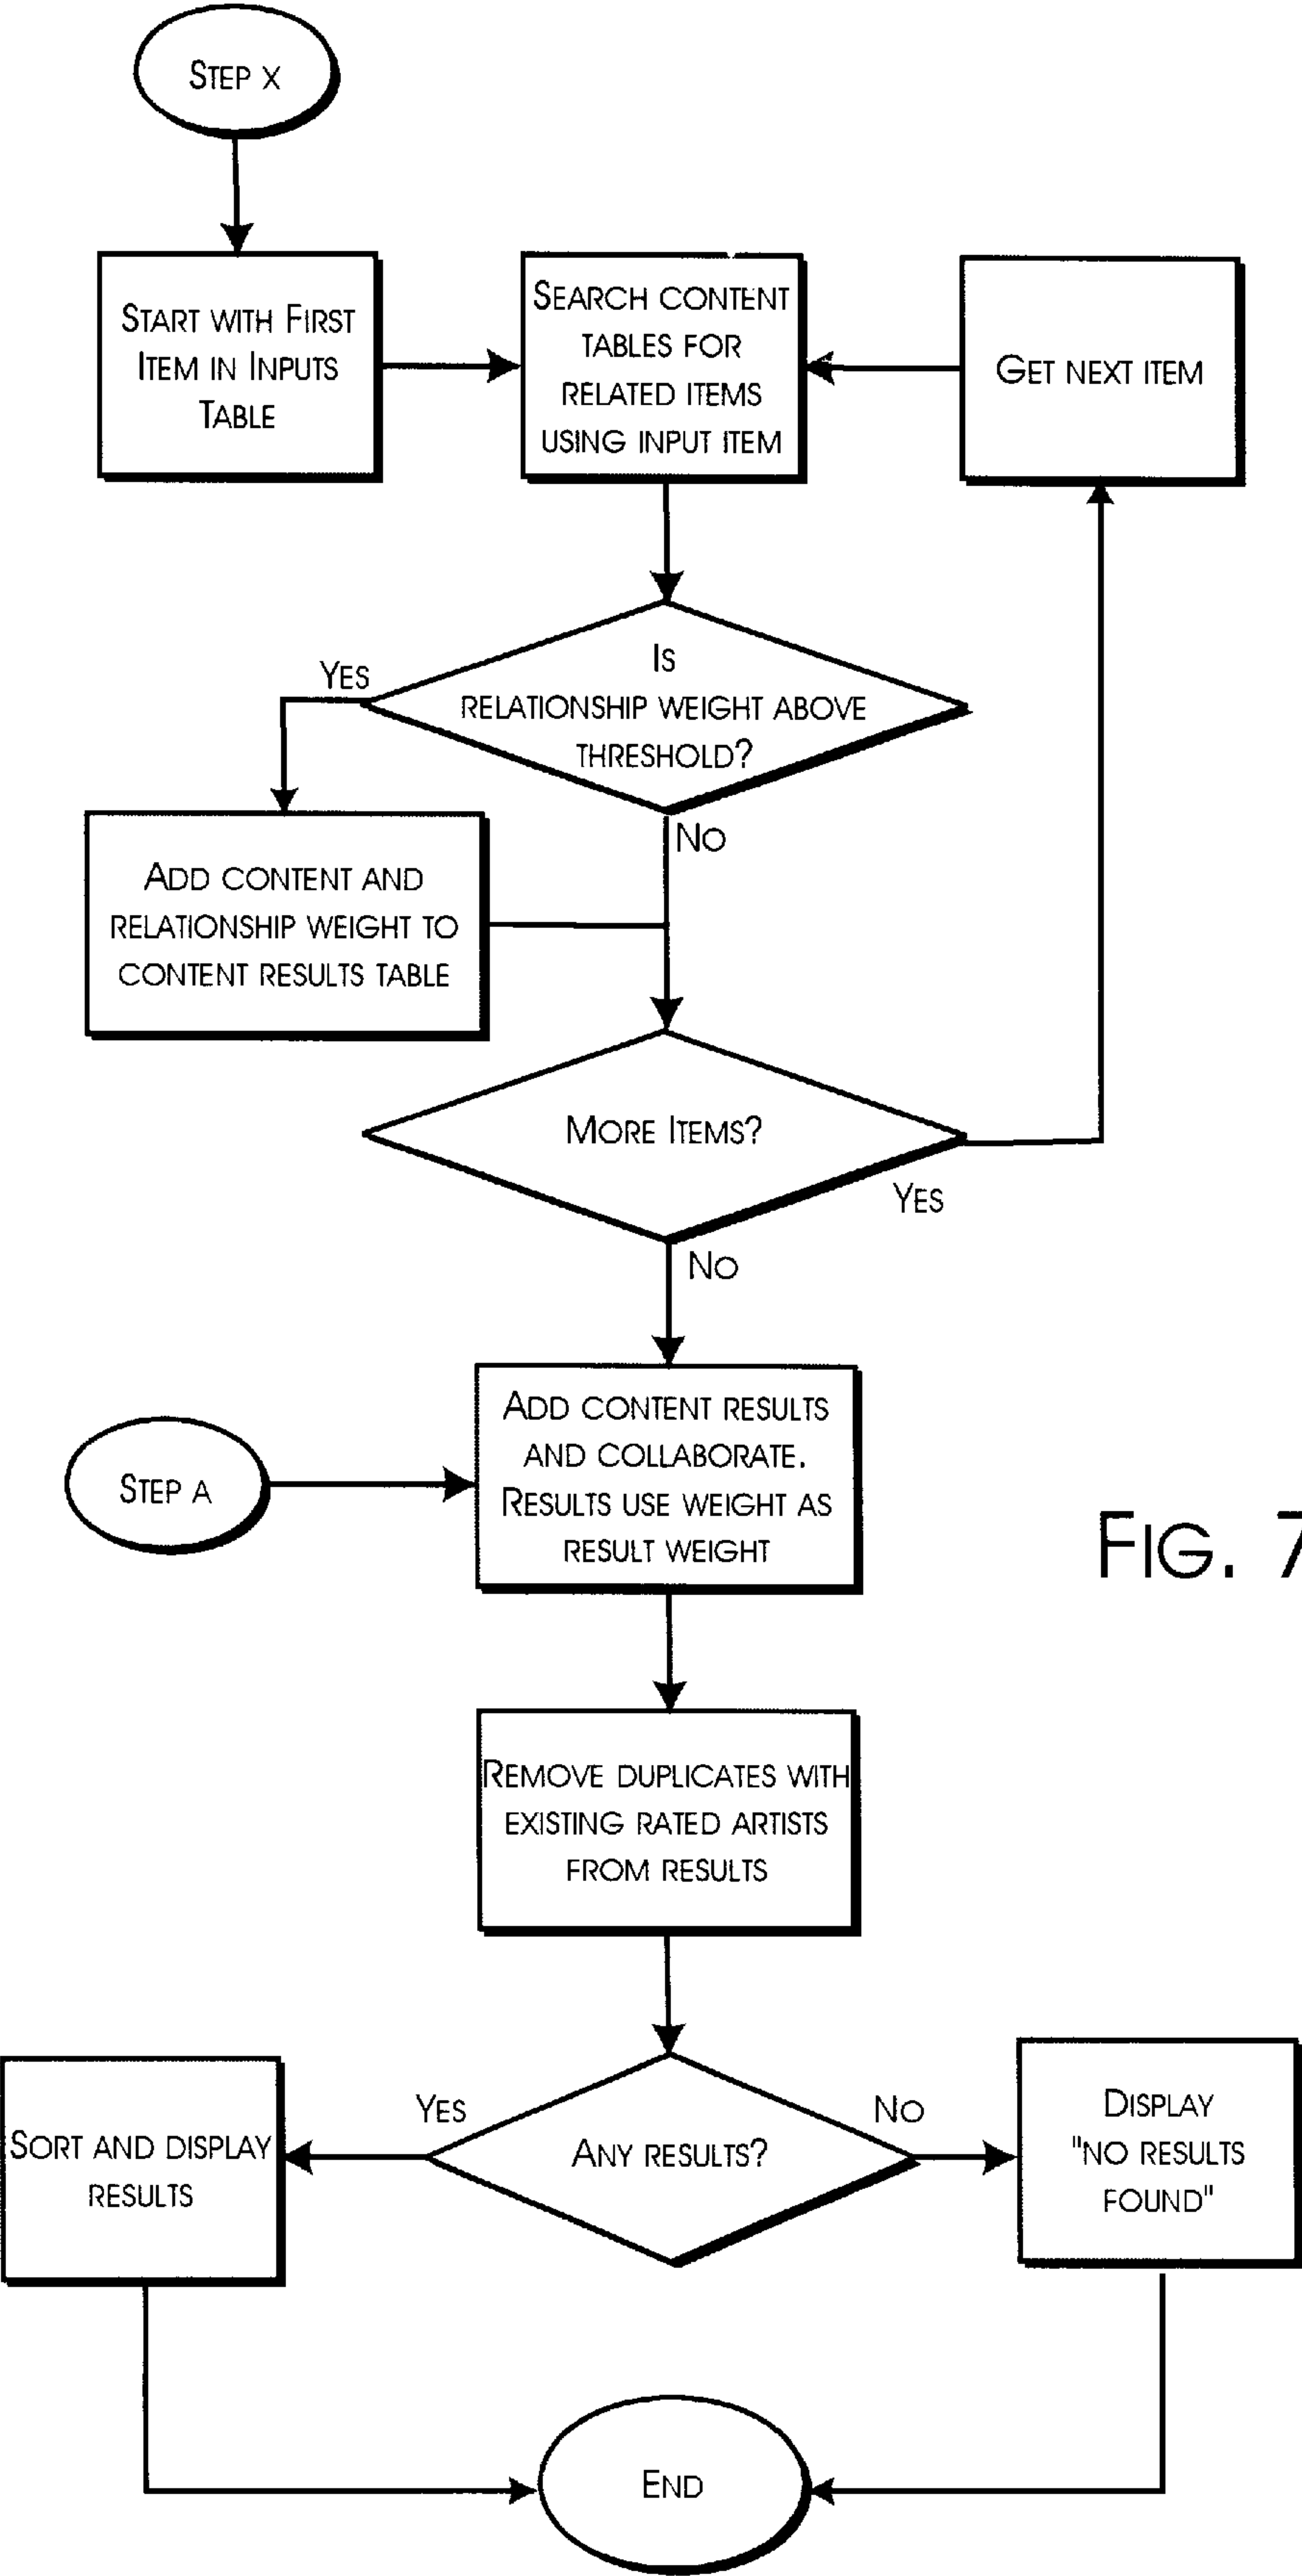 STEP X
START WITH FIRST
ITEM IN INPUTS
TABLE
SEARCH CONTENT
TABLES FOR
RELATED ITEMS
USING INPUT ITEM
GET NEXT ITEM
IS
RELATIONSHIP WEIGHT ABOVE
THRESHOLD?
YES
NO
ADD CONTENT AND
RELATIONSHIP WEIGHT TO
CONTENT RESULTS TABLE
MORE ITEMS?
YES
NO
STEP A
ADD CONTENT RESULTS
AND COLLABORATE.
RESULTS USE WEIGHT AS
RESULT WEIGHT
FIG. 7
REMOVE DUPLICATES WITH
EXISTING RATED ARTISTS
FROM RESULTS
ANY RESULTS?
YES
NO
SORT AND DISPLAY
RESULTS
DISPLAY
"NO RESULTS
FOUND"
END